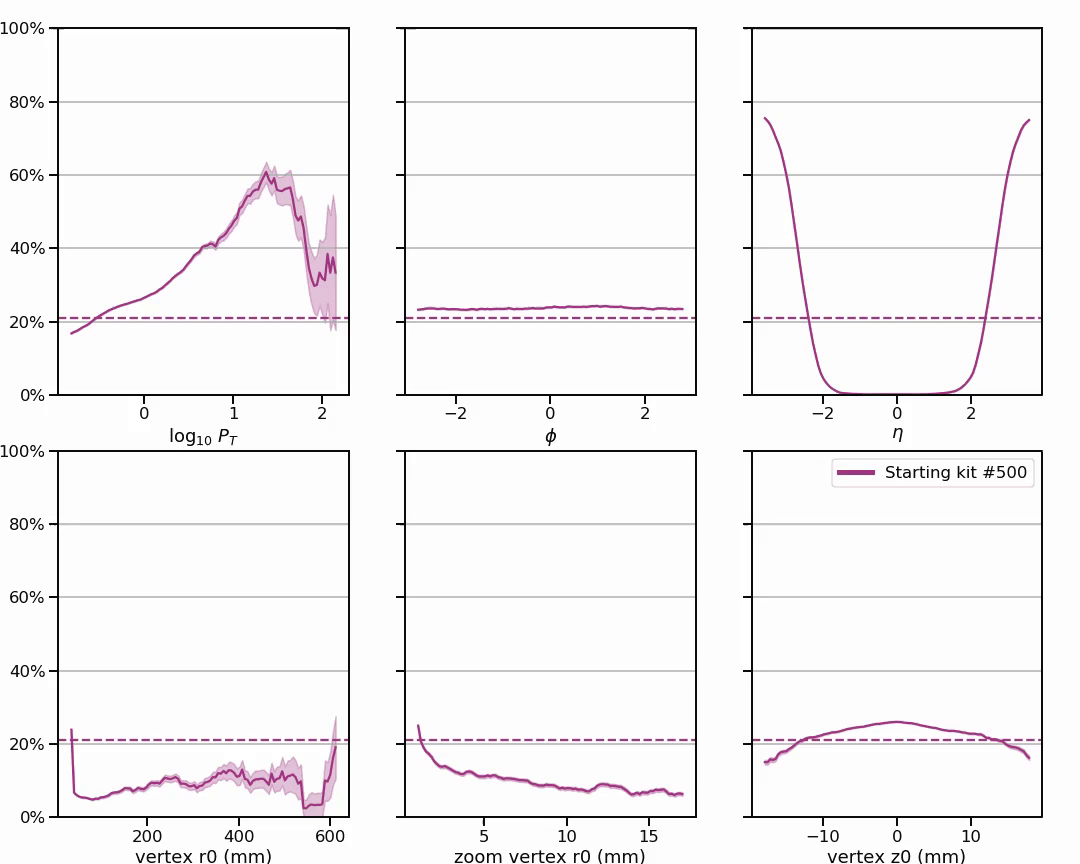 100%
80%
60%
40%
20%
0%
0 1 2
log₁₀ P_T
−2 0 2
ϕ
−2 0 2
η
100%
80%
60%
40%
20%
0%
Starting kit #500
200 400 600
vertex r0 (mm)
5 10 15
zoom vertex r0 (mm)
−10 0 10
vertex z0 (mm)